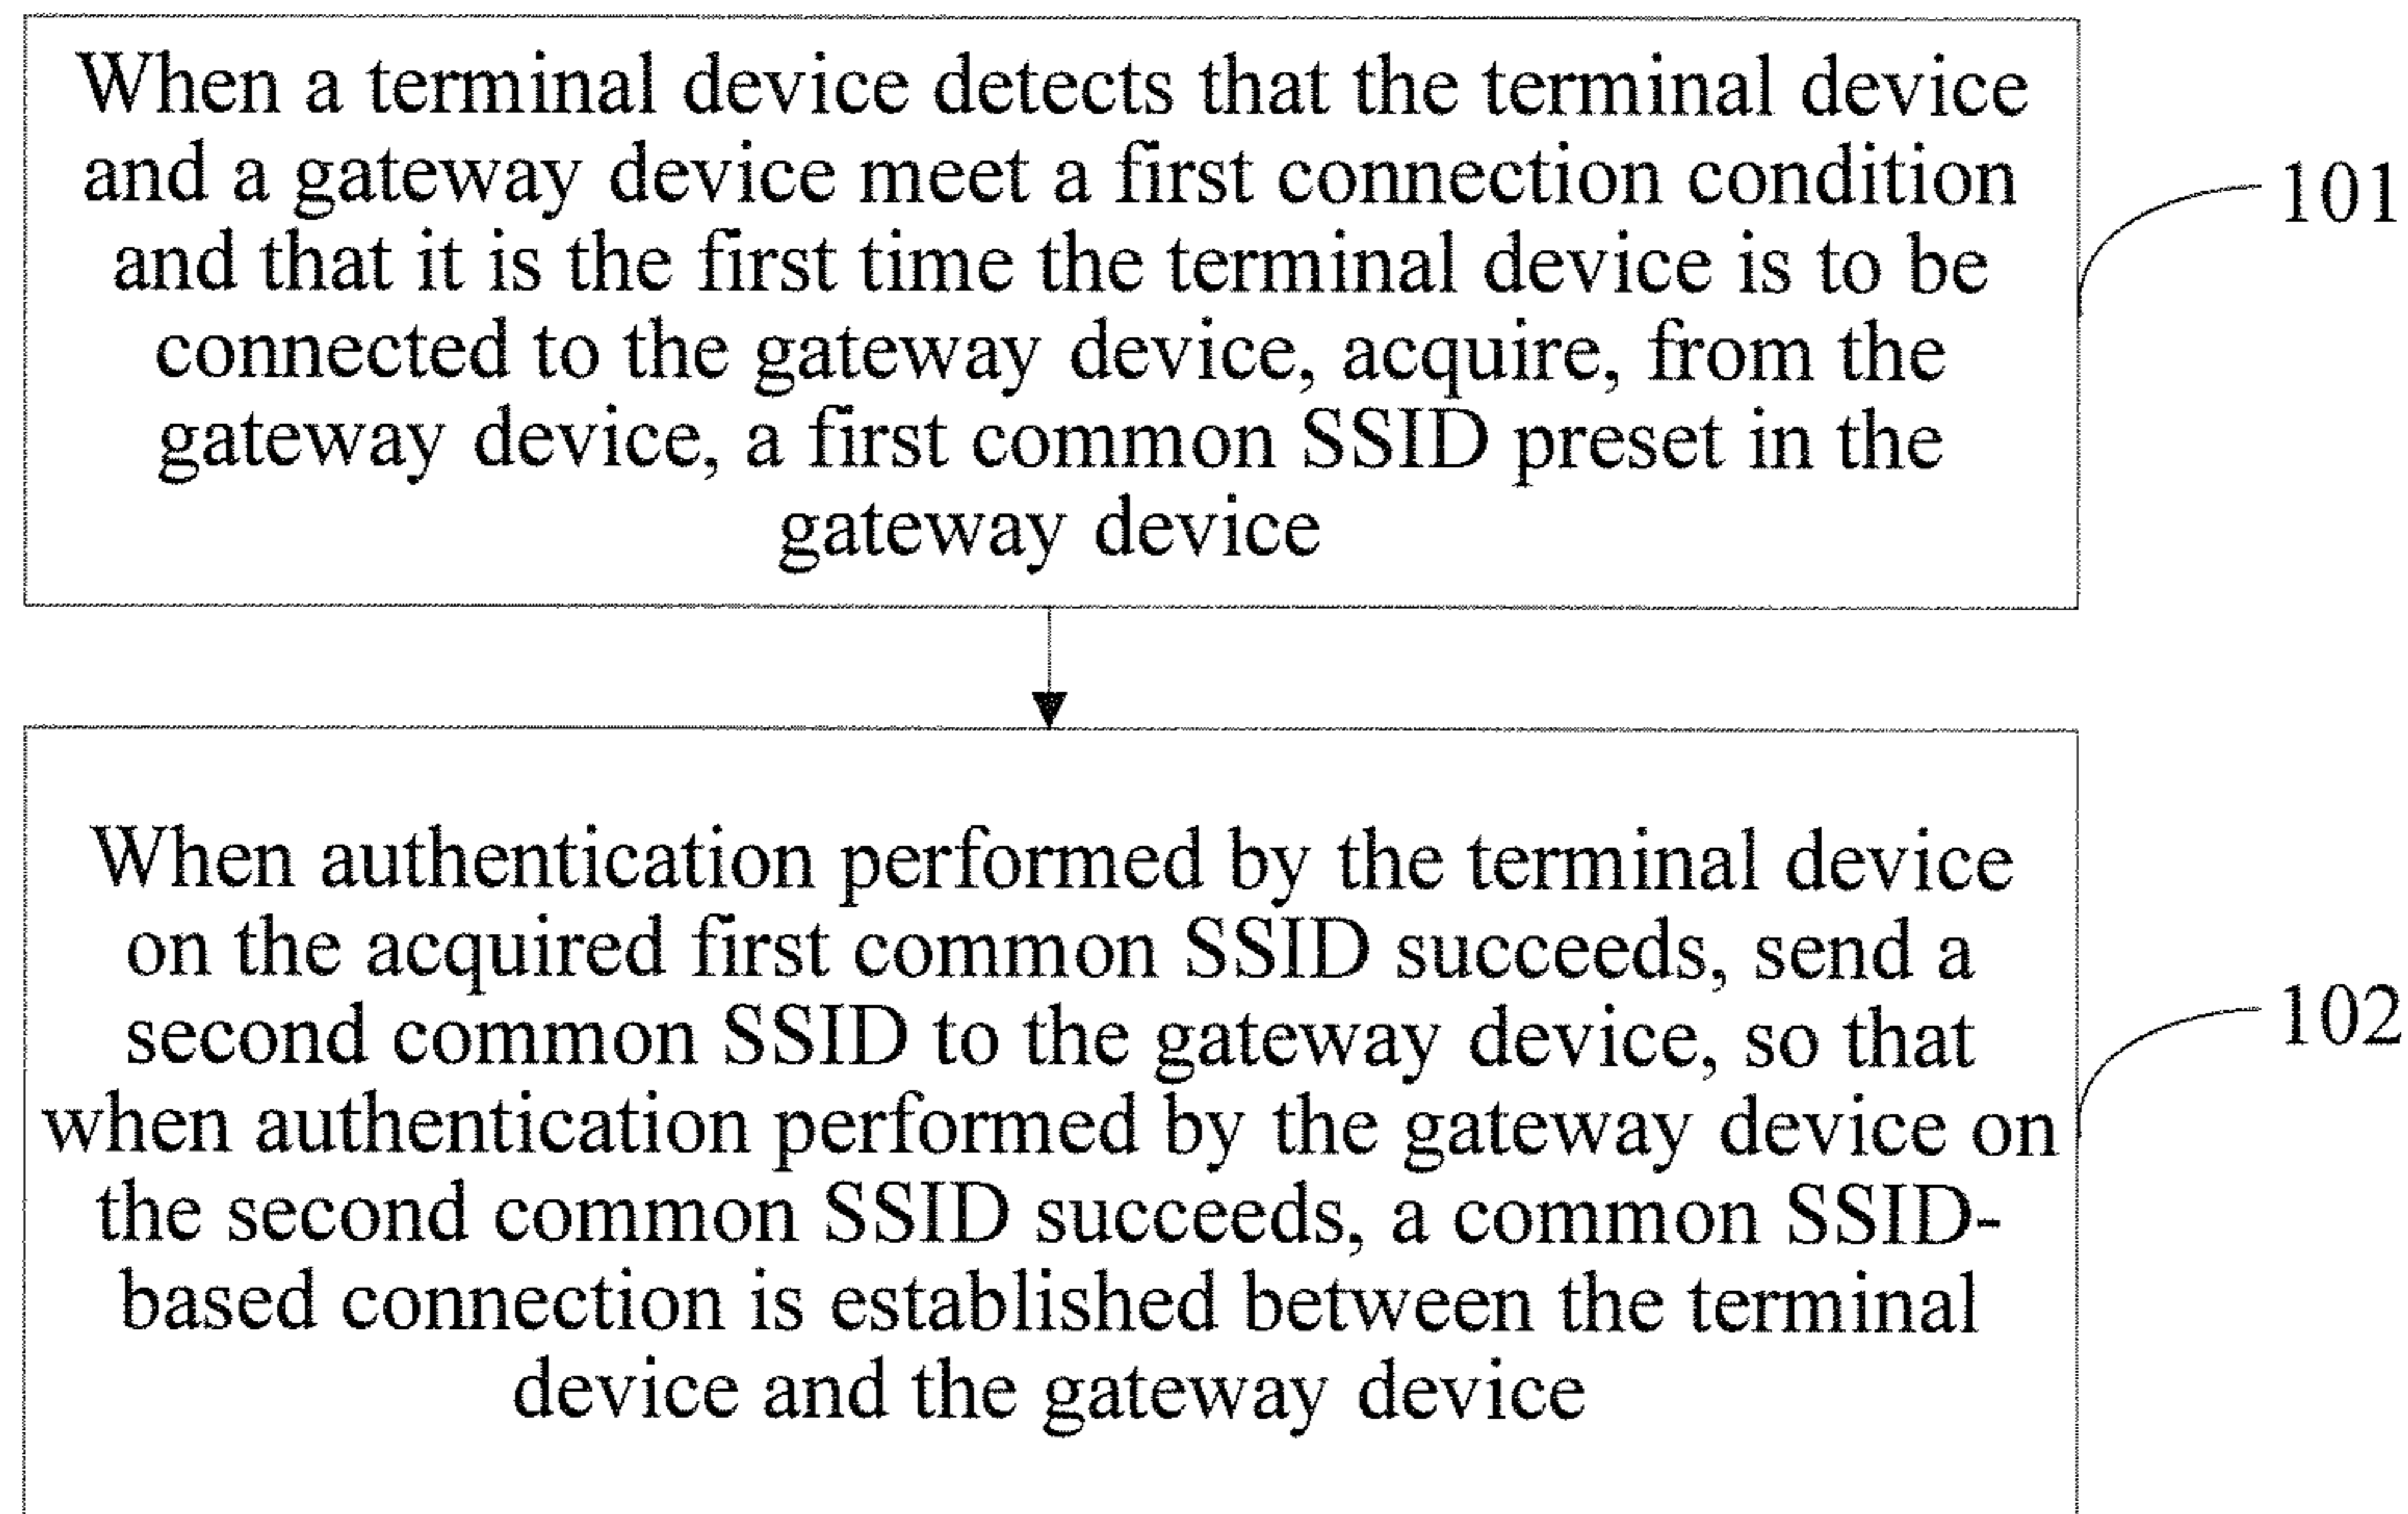 When a terminal device detects that the terminal device
and a gateway device meet a first connection condition
and that it is the first time the terminal device is to be
connected to the gateway device, acquire, from the
gateway device, a first common SSID preset in the
gateway device
101
When authentication performed by the terminal device
on the acquired first common SSID succeeds, send a
second common SSID to the gateway device, so that
when authentication performed by the gateway device on
the second common SSID succeeds, a common SSID-
based connection is established between the terminal
device and the gateway device
102